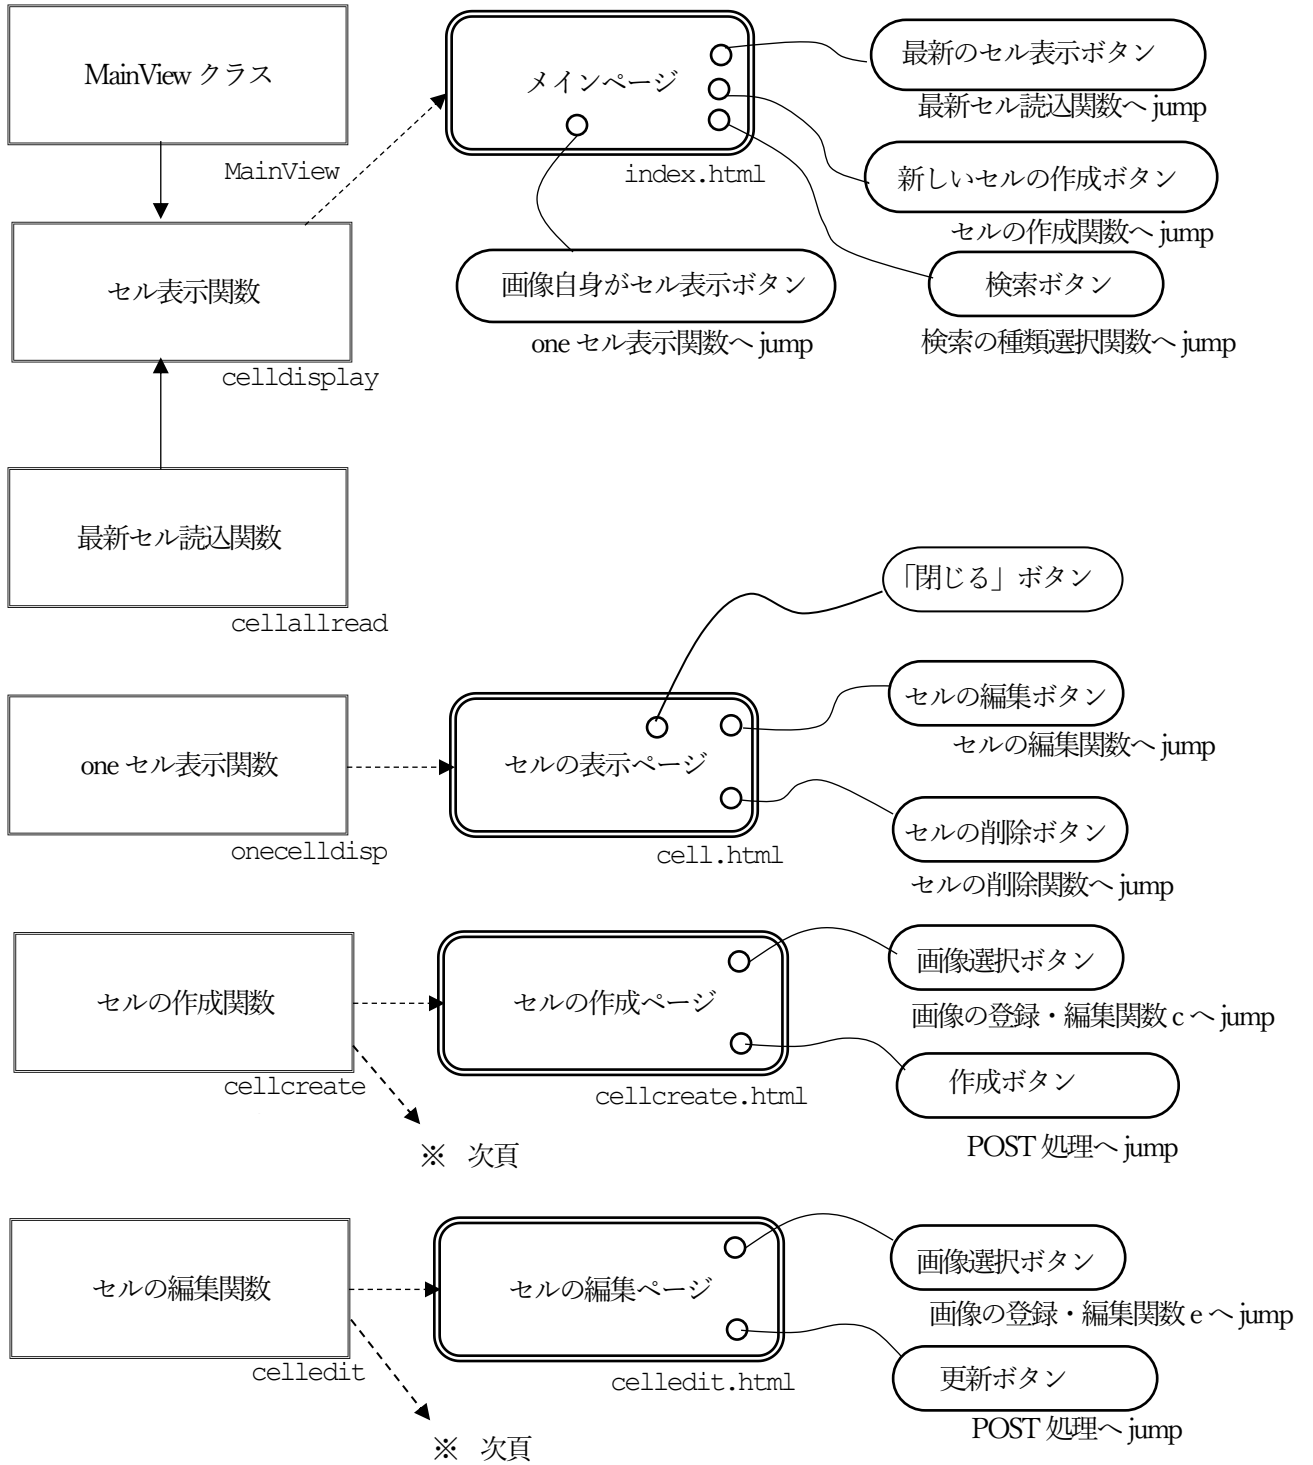 MainView クラス
MainView
メインページ
index.html
最新のセル表示ボタン
最新セル読込関数へ jump
新しいセルの作成ボタン
セルの作成関数へ jump
検索ボタン
検索の種類選択関数へ jump
画像自身がセル表示ボタン
one セル表示関数へ jump
セル表示関数
celldisplay
最新セル読込関数
cellallread
one セル表示関数
onecelldisp
セルの表示ページ
cell.html
「閉じる」ボタン
セルの編集ボタン
セルの編集関数へ jump
セルの削除ボタン
セルの削除関数へ jump
セルの作成関数
cellcreate
※ 次頁
セルの作成ページ
cellcreate.html
画像選択ボタン
画像の登録・編集関数 c へ jump
作成ボタン
POST 処理へ jump
セルの編集関数
celledit
※ 次頁
セルの編集ページ
celledit.html
画像選択ボタン
画像の登録・編集関数 e へ jump
更新ボタン
POST 処理へ jump